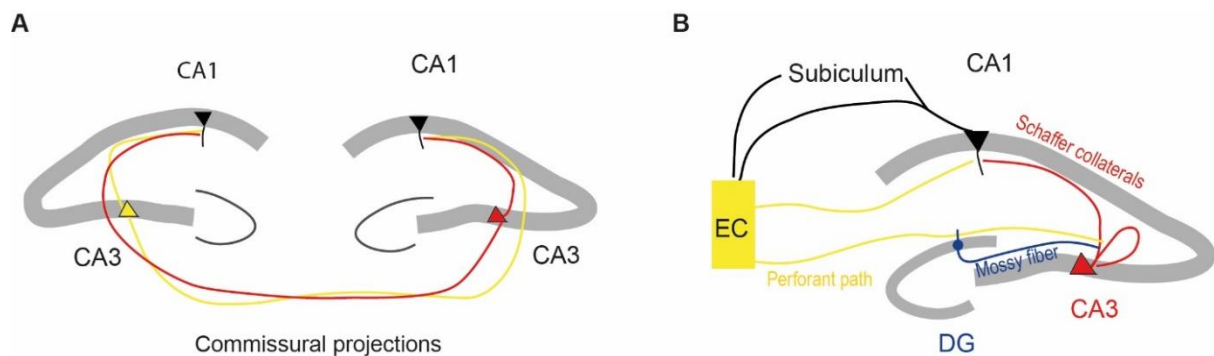 A
CA1
CA1
CA3
CA3
Commissural projections
B
Subiculum
CA1
Schaffer collaterals
EC
Perforant path
Mossy fiber
CA3
DG